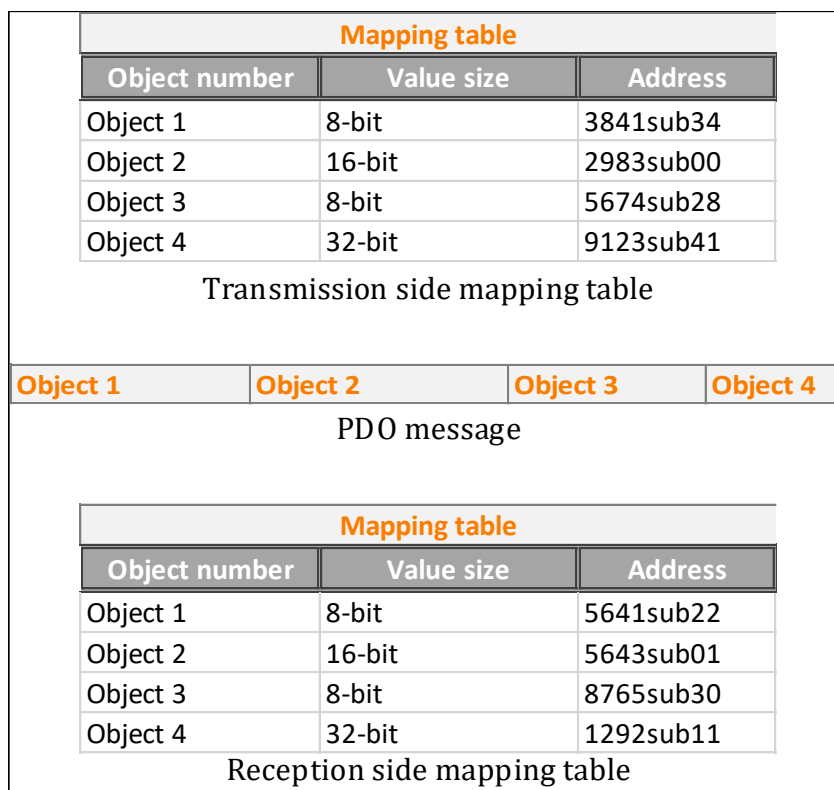 Mapping table
Object number Value size Address
Object 1 8-bit 3841sub34
Object 2 16-bit 2983sub00
Object 3 8-bit 5674sub28
Object 4 32-bit 9123sub41
Transmission side mapping table
Object 1 Object 2 Object 3 Object 4
PDO message
Mapping table
Object number Value size Address
Object 1 8-bit 5641sub22
Object 2 16-bit 5643sub01
Object 3 8-bit 8765sub30
Object 4 32-bit 1292sub11
Reception side mapping table